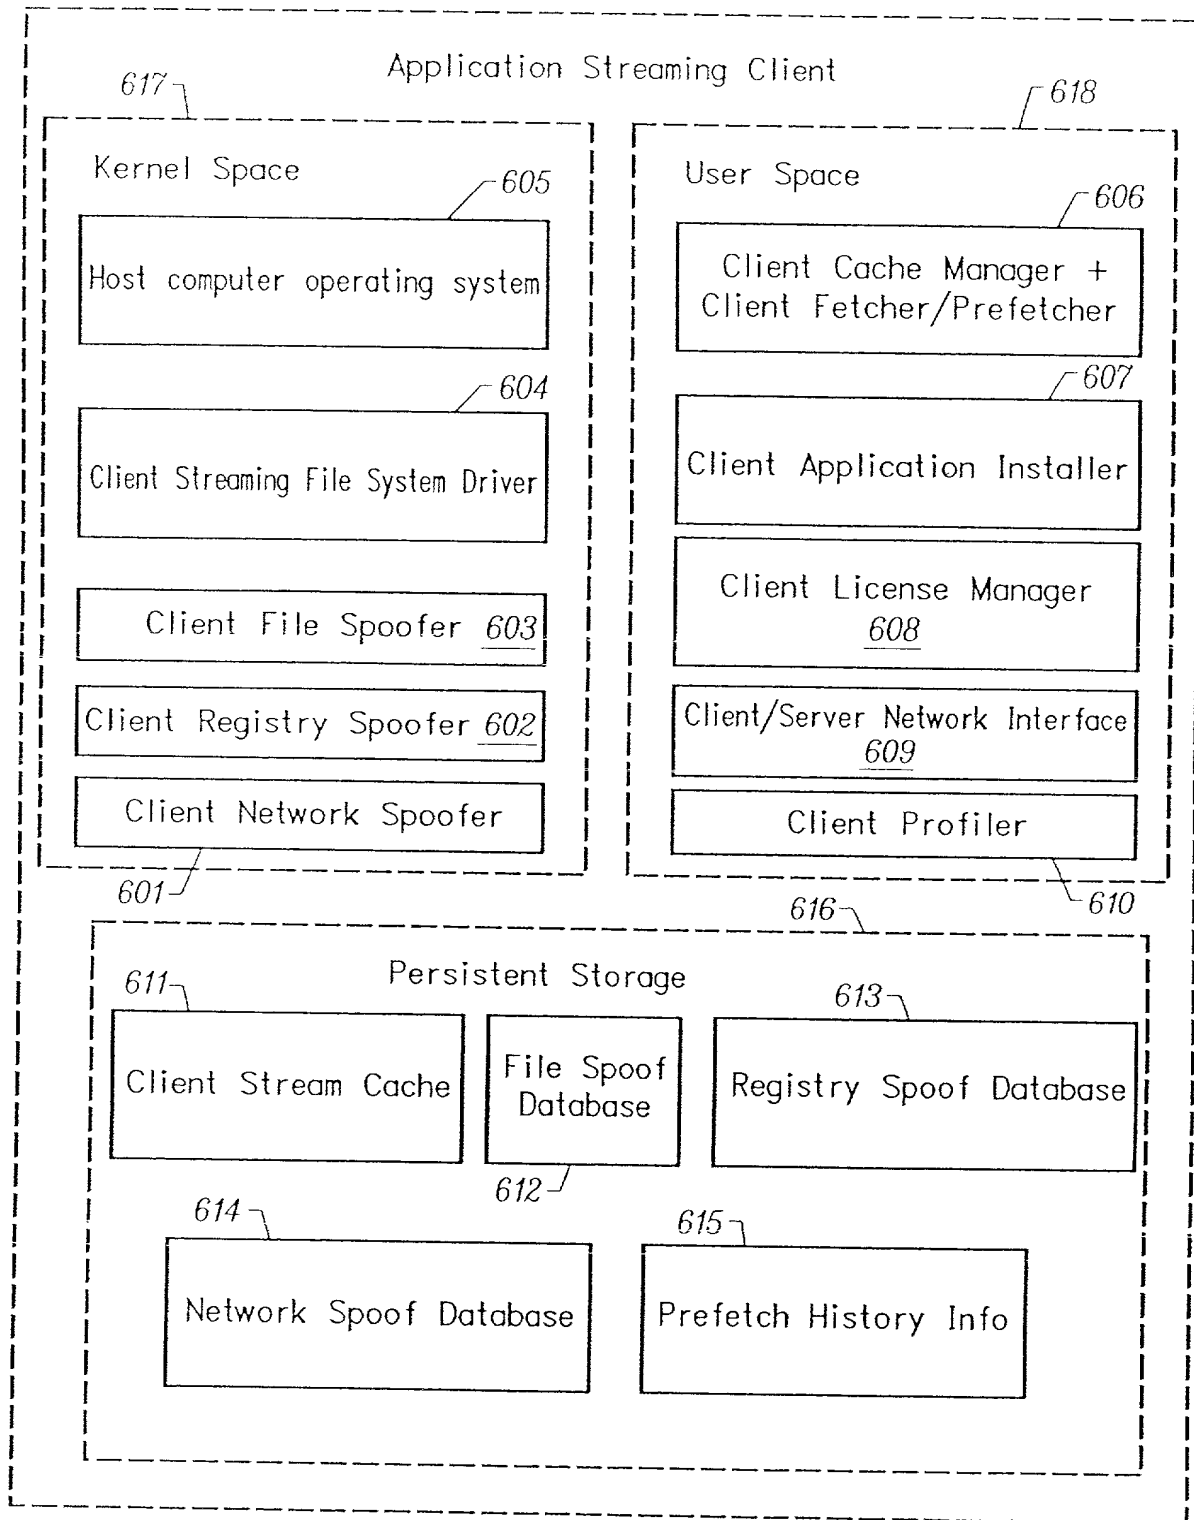 Application Streaming Client
617
618
Kernel Space
605
Host computer operating system
604
Client Streaming File System Driver
Client File Spoofer 603
Client Registry Spoofer 602
Client Network Spoofer
601
User Space
606
Client Cache Manager +
Client Fetcher/Prefetcher
607
Client Application Installer
Client License Manager
608
Client/Server Network Interface
609
Client Profiler
610
616
Persistent Storage
611
Client Stream Cache
File Spoof
Database
612
613
Registry Spoof Database
614
Network Spoof Database
615
Prefetch History Info